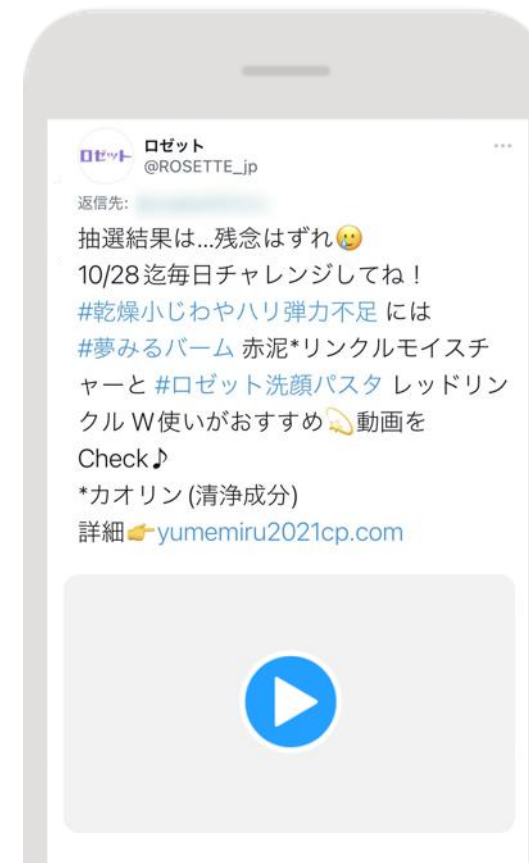 ロゼット
ロゼット
@ROSETTE_jp
返信先:
抽選結果は...残念はずれ🥲
10/28迄毎日チャレンジしてね！
#乾燥小じわやハリ弾力不足 には
#夢みるバーム 赤泥*リンクルモイスチ
ャーと #ロゼット洗顔パスタ レッドリン
クル W使いがおすすめ💫動画を
Check♪
*カオリン (清浄成分)
詳細👉yumemiru2021cp.com